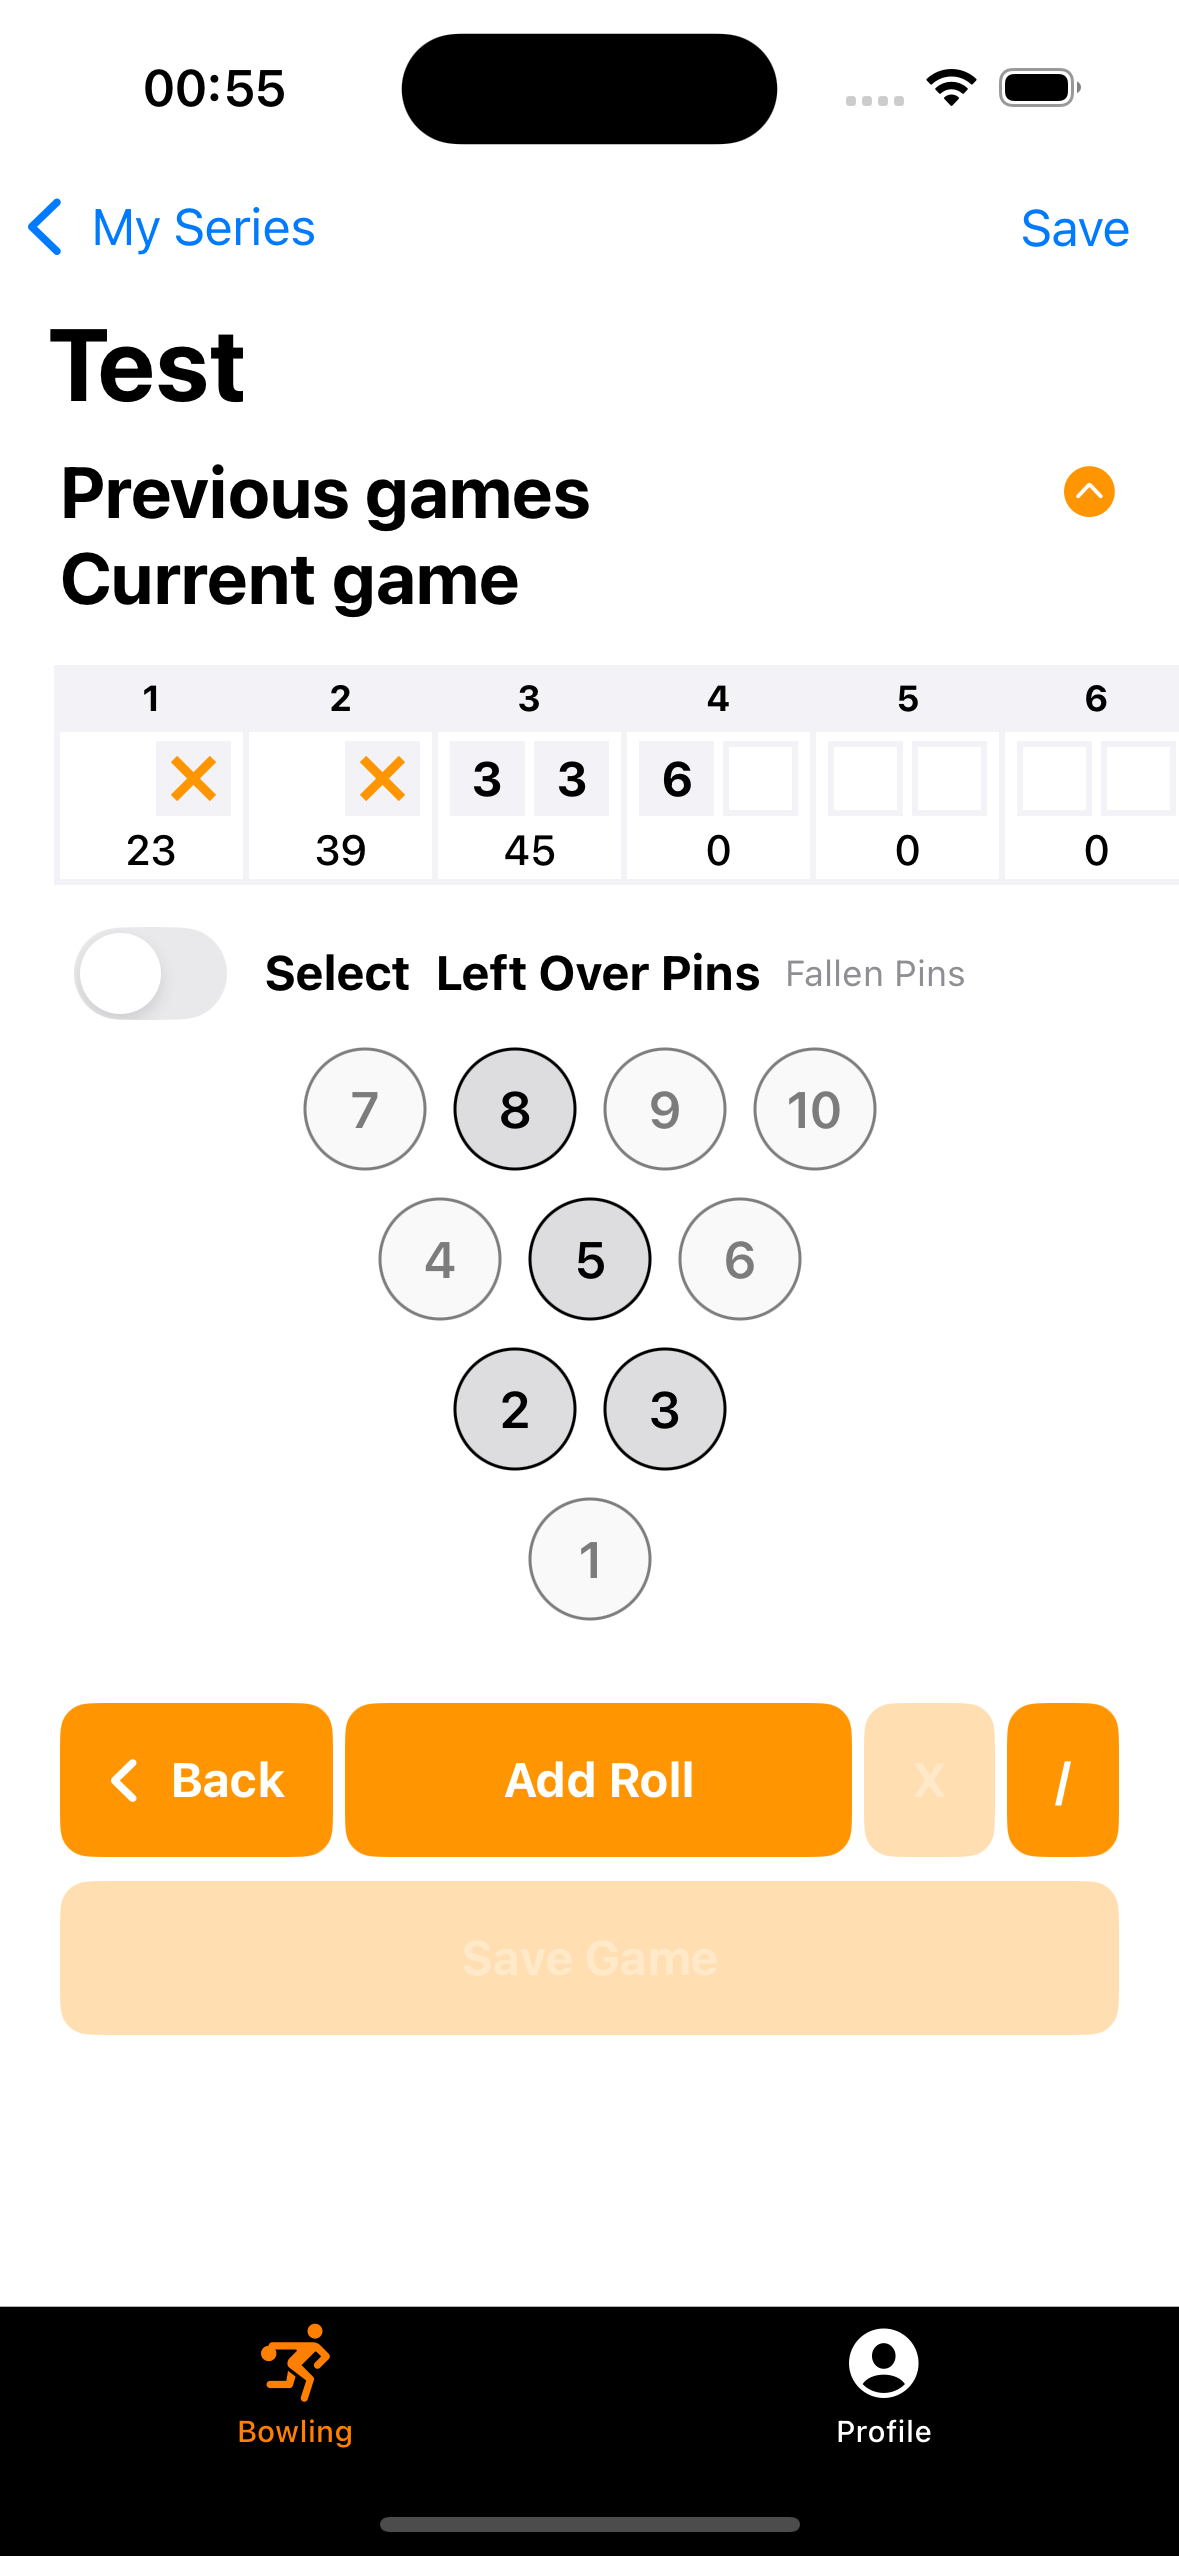 00:55
My Series
Save
Test
Previous games
Current game
1 2 3 4 5 6
3 3 6
23 39 45 0 0 0
Select Left Over Pins Fallen Pins
7 8 9 10
4 5 6
2 3
1
Back
Add Roll
X
/
Save Game
Bowling
Profile